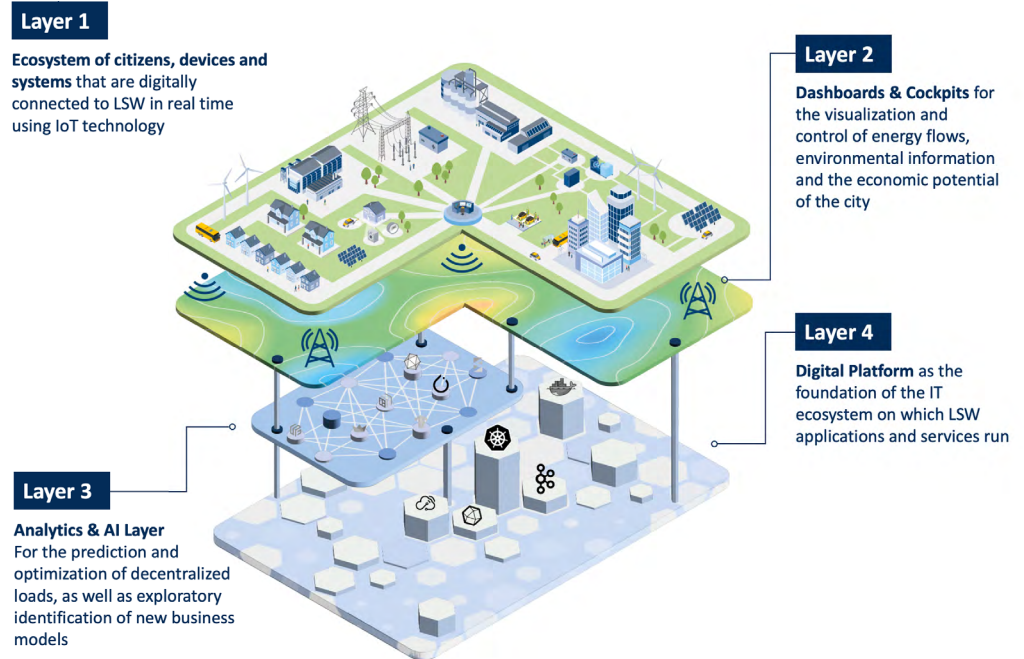 Layer 1
Ecosystem of citizens, devices and
systems that are digitally
connected to LSW in real time
using IoT technology
Layer 2
Dashboards & Cockpits for
the visualization and
control of energy flows,
environmental information
and the economic potential
of the city
Layer 3
Analytics & AI Layer
For the prediction and
optimization of decentralized
loads, as well as exploratory
identification of new business
models
Layer 4
Digital Platform as the
foundation of the IT
ecosystem on which LSW
applications and services run